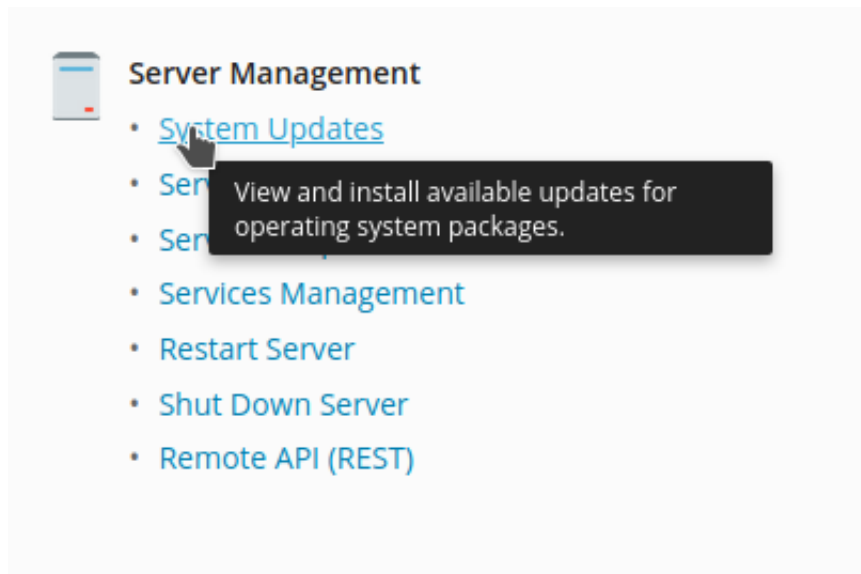 Server Management
System Updates
View and install available updates for
operating system packages.
Services Management
Restart Server
Shut Down Server
Remote API (REST)